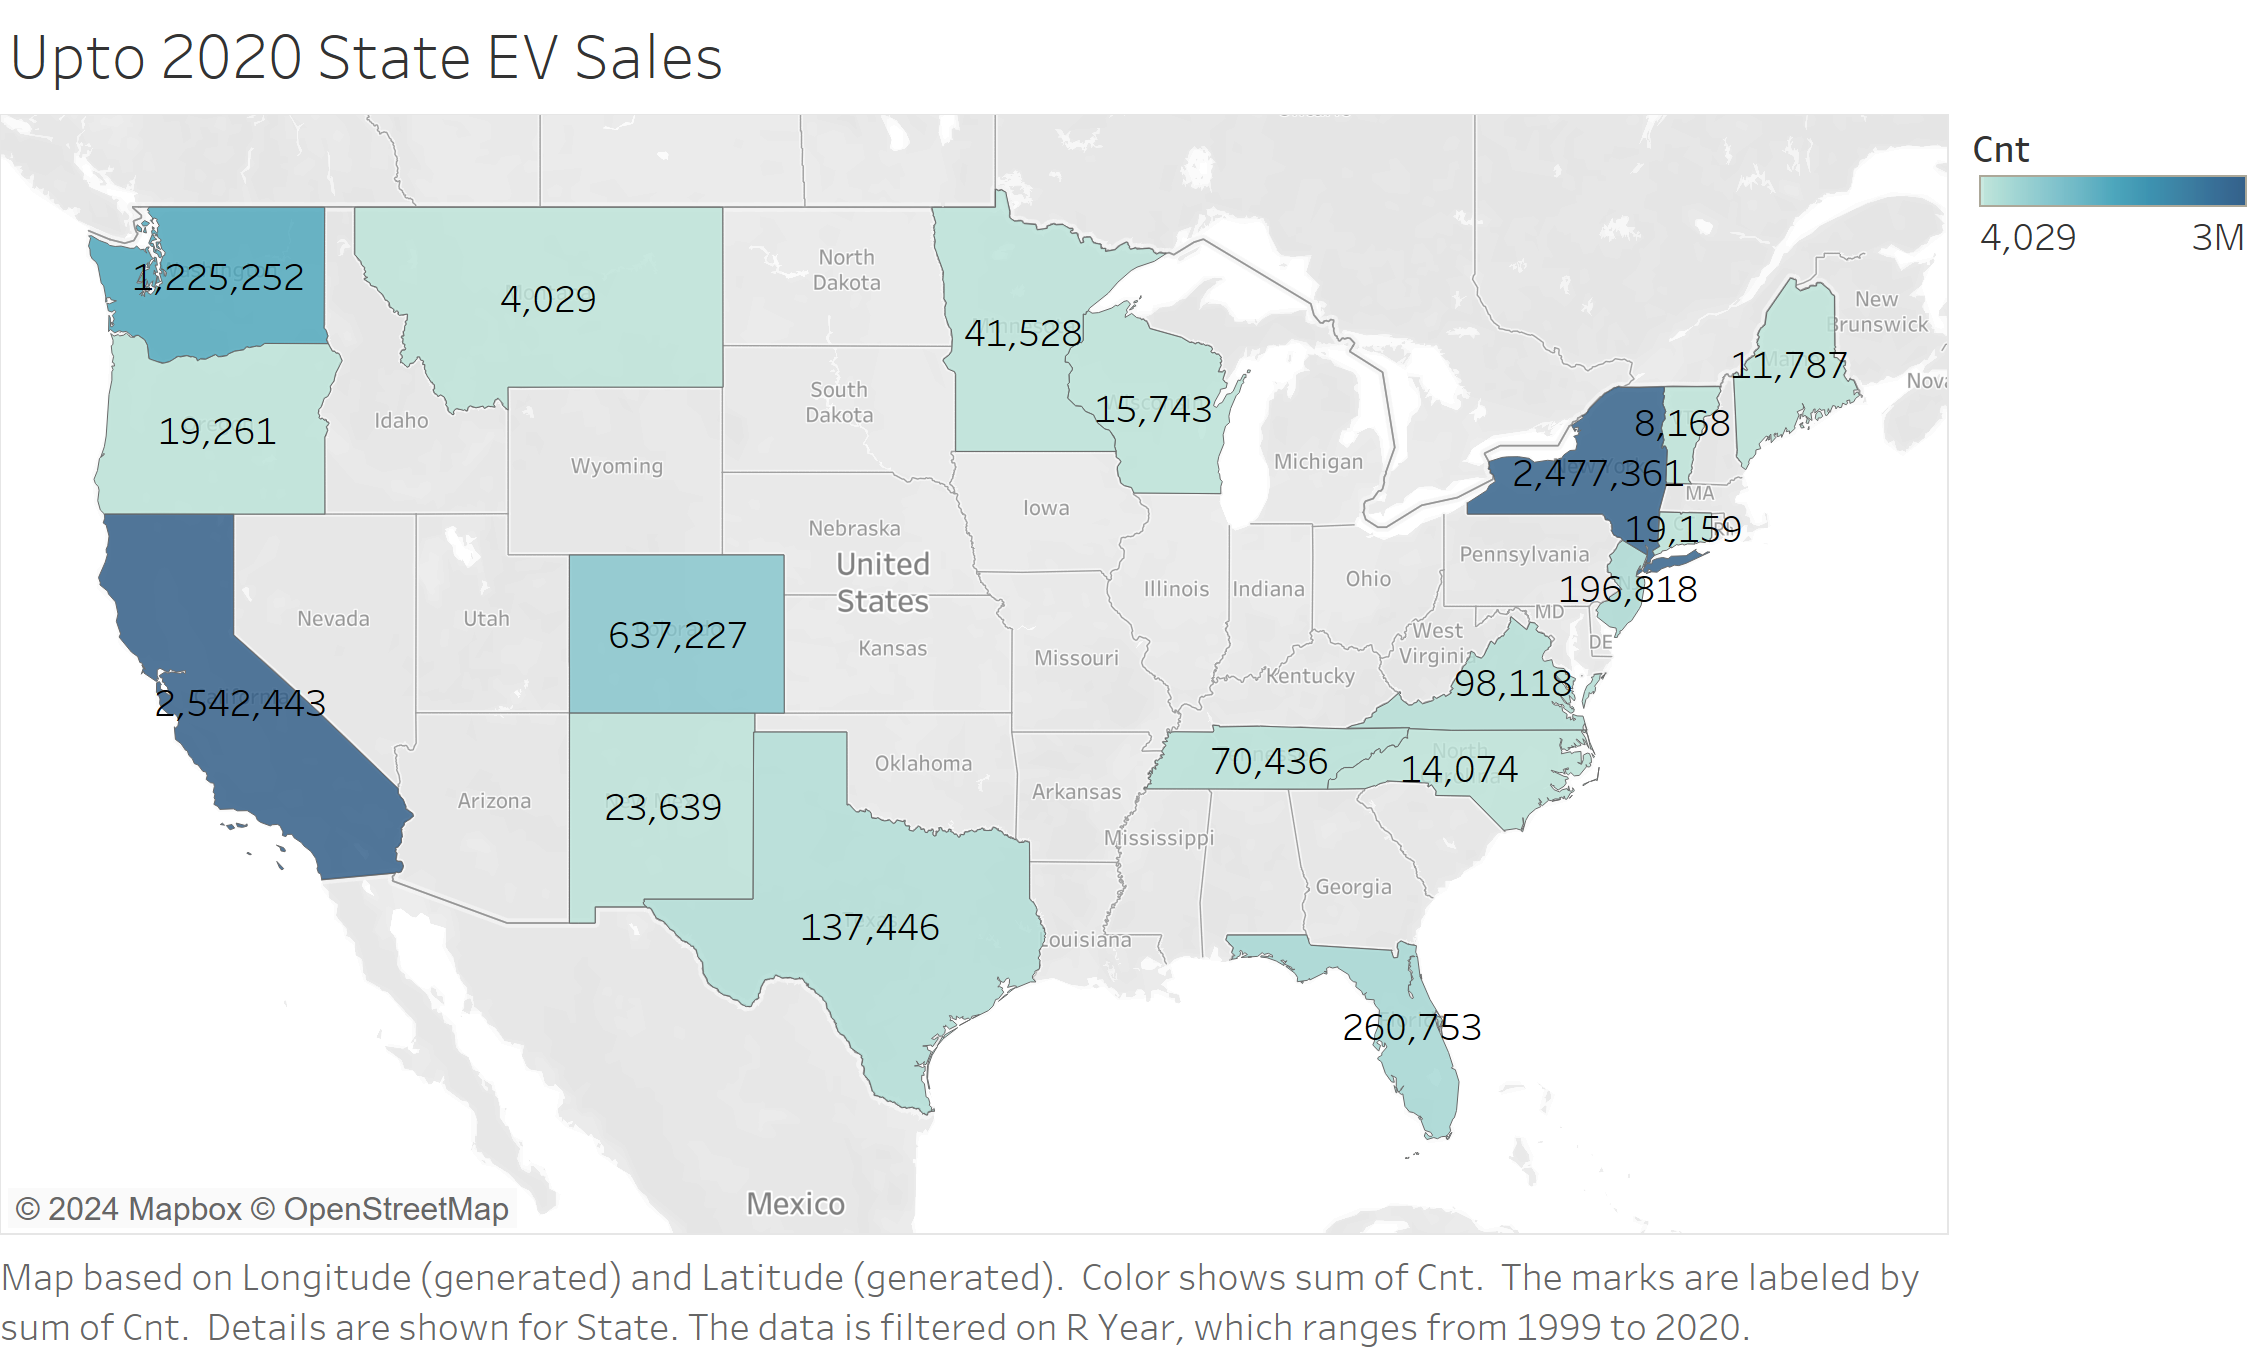 Upto 2020 State EV Sales
Cnt
4,029 3M
1,225,252
4,029
North
Dakota
41,528
New
Brunswick
11,787
Nova
South
Dakota
15,743
19,261
Idaho
8,168
Wyoming
Michigan
2,477,361
MA
Iowa
Nebraska
19,159
United
States
Pennsylvania
Illinois
Indiana
Ohio
196,818
MD
Nevada
Utah
637,227
Kansas
Missouri
West
Virginia
DE
Kentucky
98,118
2,542,443
70,436
North
14,074
Oklahoma
Arizona
23,639
Arkansas
Mississippi
Georgia
137,446
Louisiana
260,753
Mexico
© 2024 Mapbox © OpenStreetMap
Map based on Longitude (generated) and Latitude (generated).  Color shows sum of Cnt.  The marks are labeled by
sum of Cnt.  Details are shown for State. The data is filtered on R Year, which ranges from 1999 to 2020.